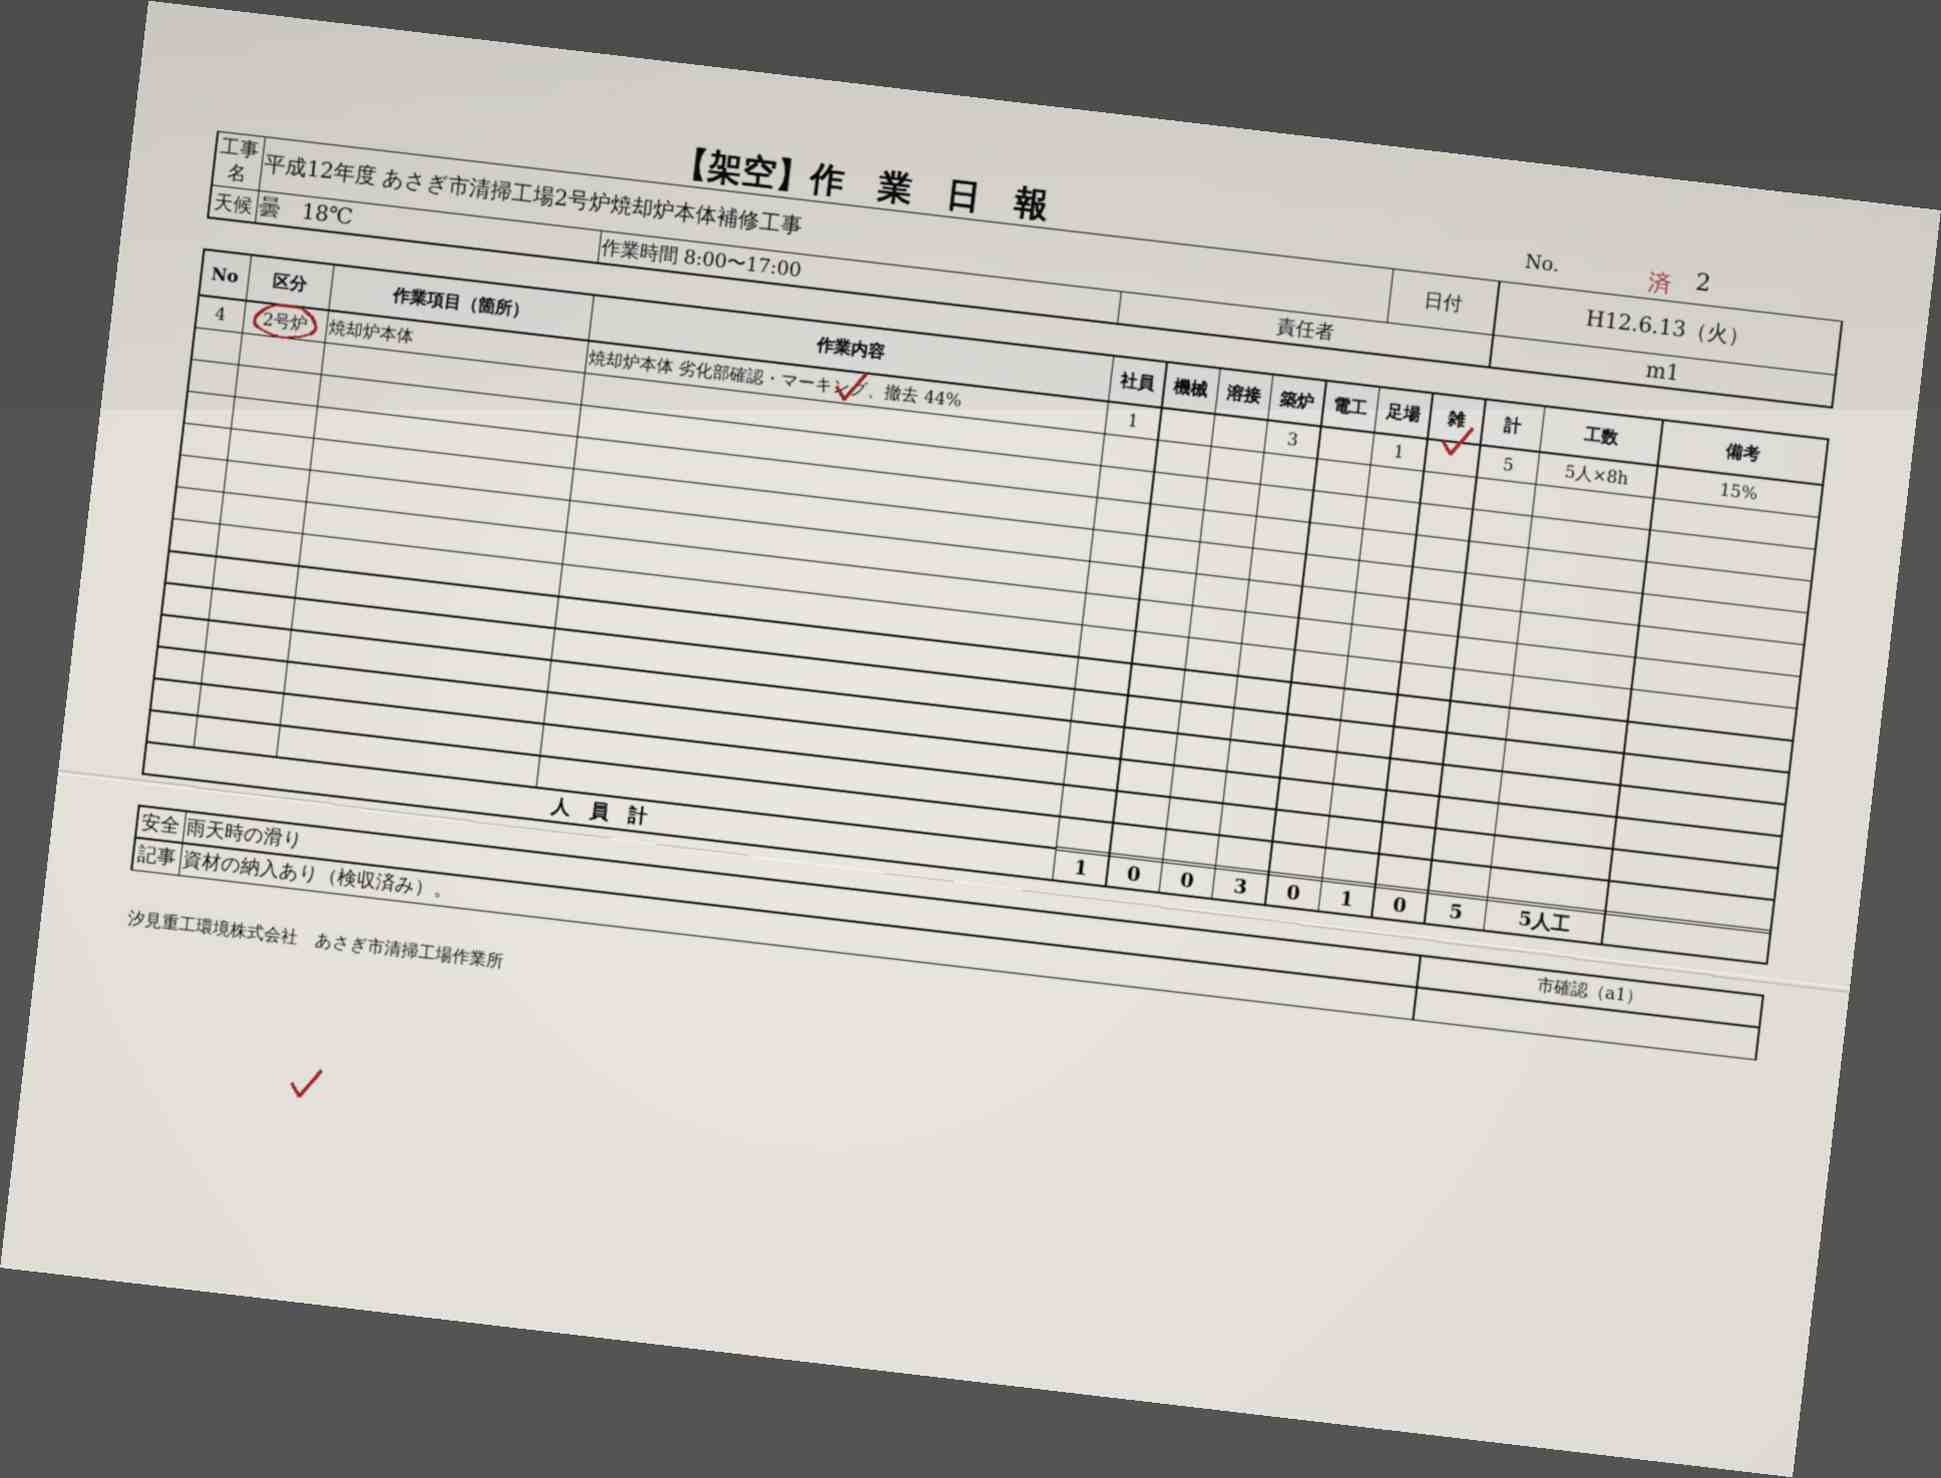 【架空】作 業 日 報
No. 済 2
工事名 平成12年度 あさぎ市清掃工場2号炉焼却炉本体補修工事 日付 H12.6.13（火）
天候 曇 18℃ 作業時間 8:00〜17:00 責任者 m1
No 区分 作業項目（箇所） 作業内容 社員 機械 溶接 築炉 電工 足場 雑 計 工数 備考
4 2号炉 焼却炉本体 焼却炉本体 劣化部確認・マーキング、撤去 44% 1 3 1 5 5人×8h 15%
人 員 計 1 0 0 3 0 1 0 5 5人工
安全 雨天時の滑り 市確認（a1）
記事 資材の納入あり（検収済み）。
汐見重工環境株式会社 あさぎ市清掃工場作業所